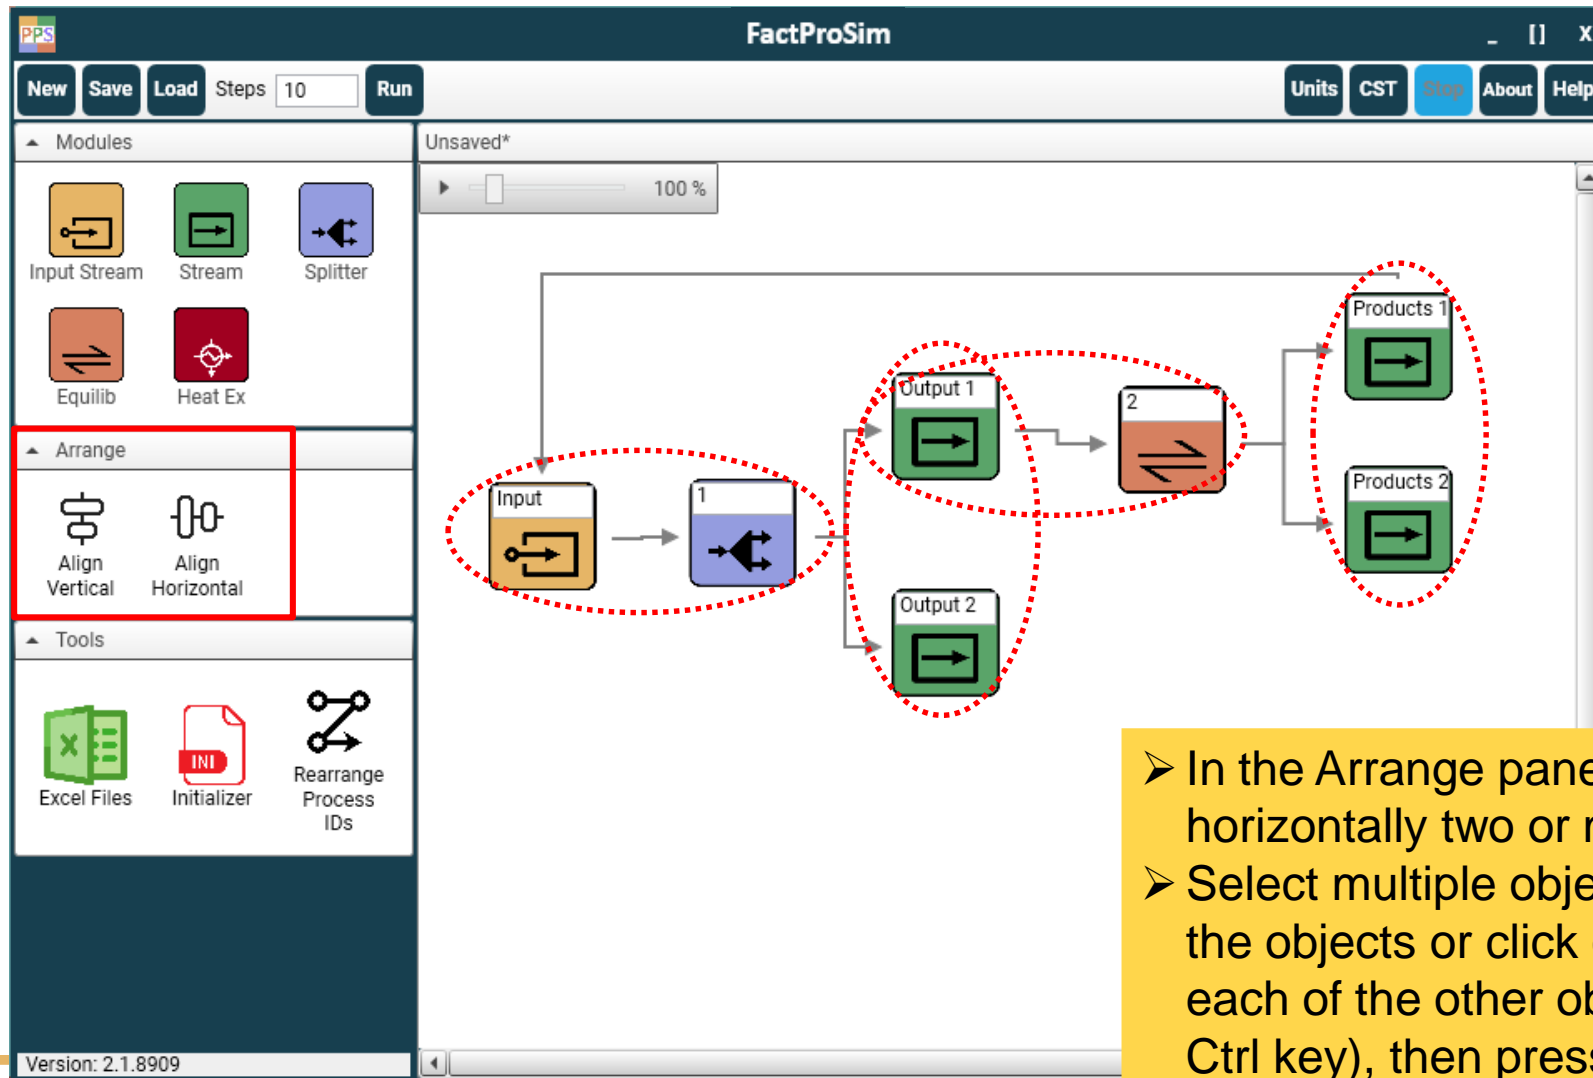 PPS
FactProSim
_ [] X
New Save Load Steps 10 Run
Units CST Stop About Help
Modules
Unsaved*
100 %
Input Stream Stream Splitter
Equilib Heat Ex
Arrange
Align Vertical
Align Horizontal
Tools
Excel Files
INI
Initializer
Rearrange
Process
IDs
Version: 2.1.8909
Products 1
Output 1
2
Products 2
Input
1
Output 2
➢ In the Arrange pane
horizontally two or
➢ Select multiple obje
the objects or click
each of the other ob
Ctrl key), then press